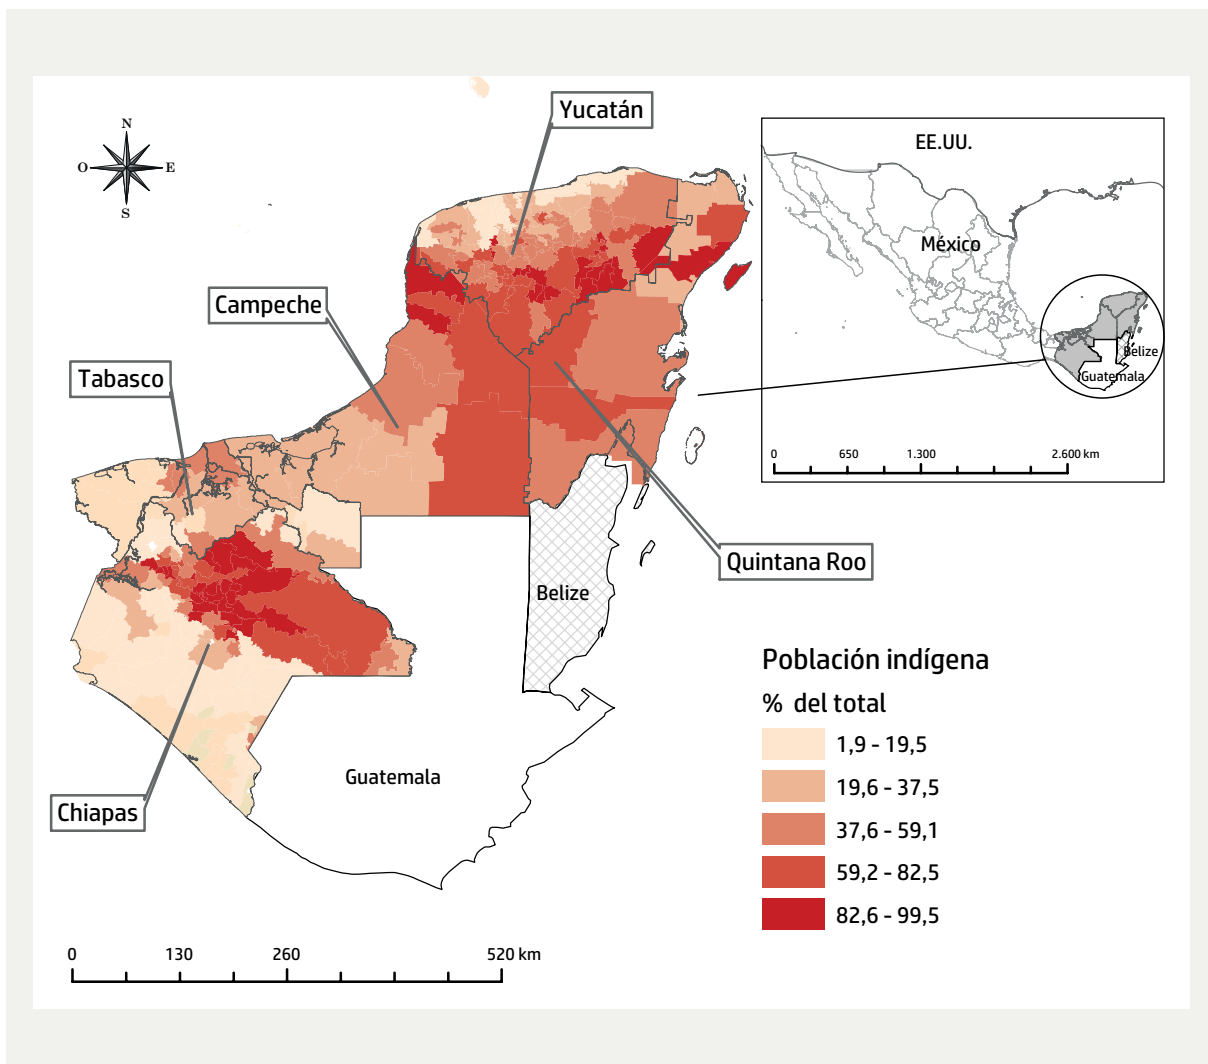 Yucatán
N
O
E
S
EE.UU.
México
Campeche
Belize
Guatemala
Tabasco
0 650 1.300 2.600 km
Quintana Roo
Belize
Guatemala
Chiapas
Población indígena
% del total
1,9 - 19,5
19,6 - 37,5
37,6 - 59,1
59,2 - 82,5
82,6 - 99,5
0 130 260 520 km